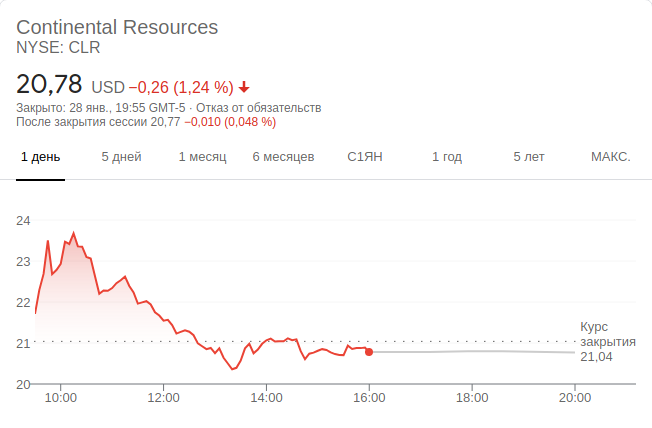 Continental Resources
NYSE: CLR
20,78 USD −0,26 (1,24 %)
Закрыто: 28 янв., 19:55 GMT-5 · Отказ от обязательств
После закрытия сессии 20,77 −0,010 (0,048 %)
1 день 5 дней 1 месяц 6 месяцев С1ЯН 1 год 5 лет МАКС.
24
23
22
21
20
Курс
закрытия
21,04
10:00 12:00 14:00 16:00 18:00 20:00